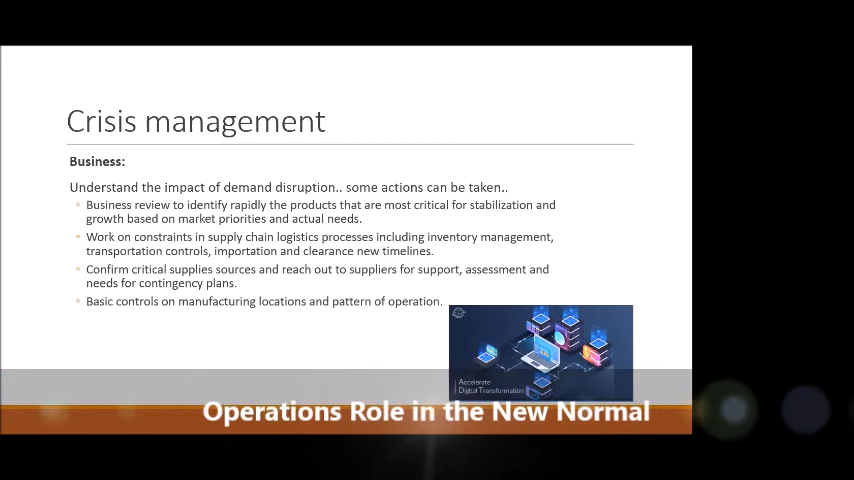 Crisis management
Business:
Understand the impact of demand disruption.. some actions can be taken..
Business review to identify rapidly the products that are most critical for stabilization and
growth based on market priorities and actual needs.
Work on constraints in supply chain logistics processes including inventory management,
transportation controls, importation and clearance new timelines.
Confirm critical supplies sources and reach out to suppliers for support, assessment and
needs for contingency plans.
Basic controls on manufacturing locations and pattern of operation.
Accelerate
Digital Transformation
Operations Role in the New Normal